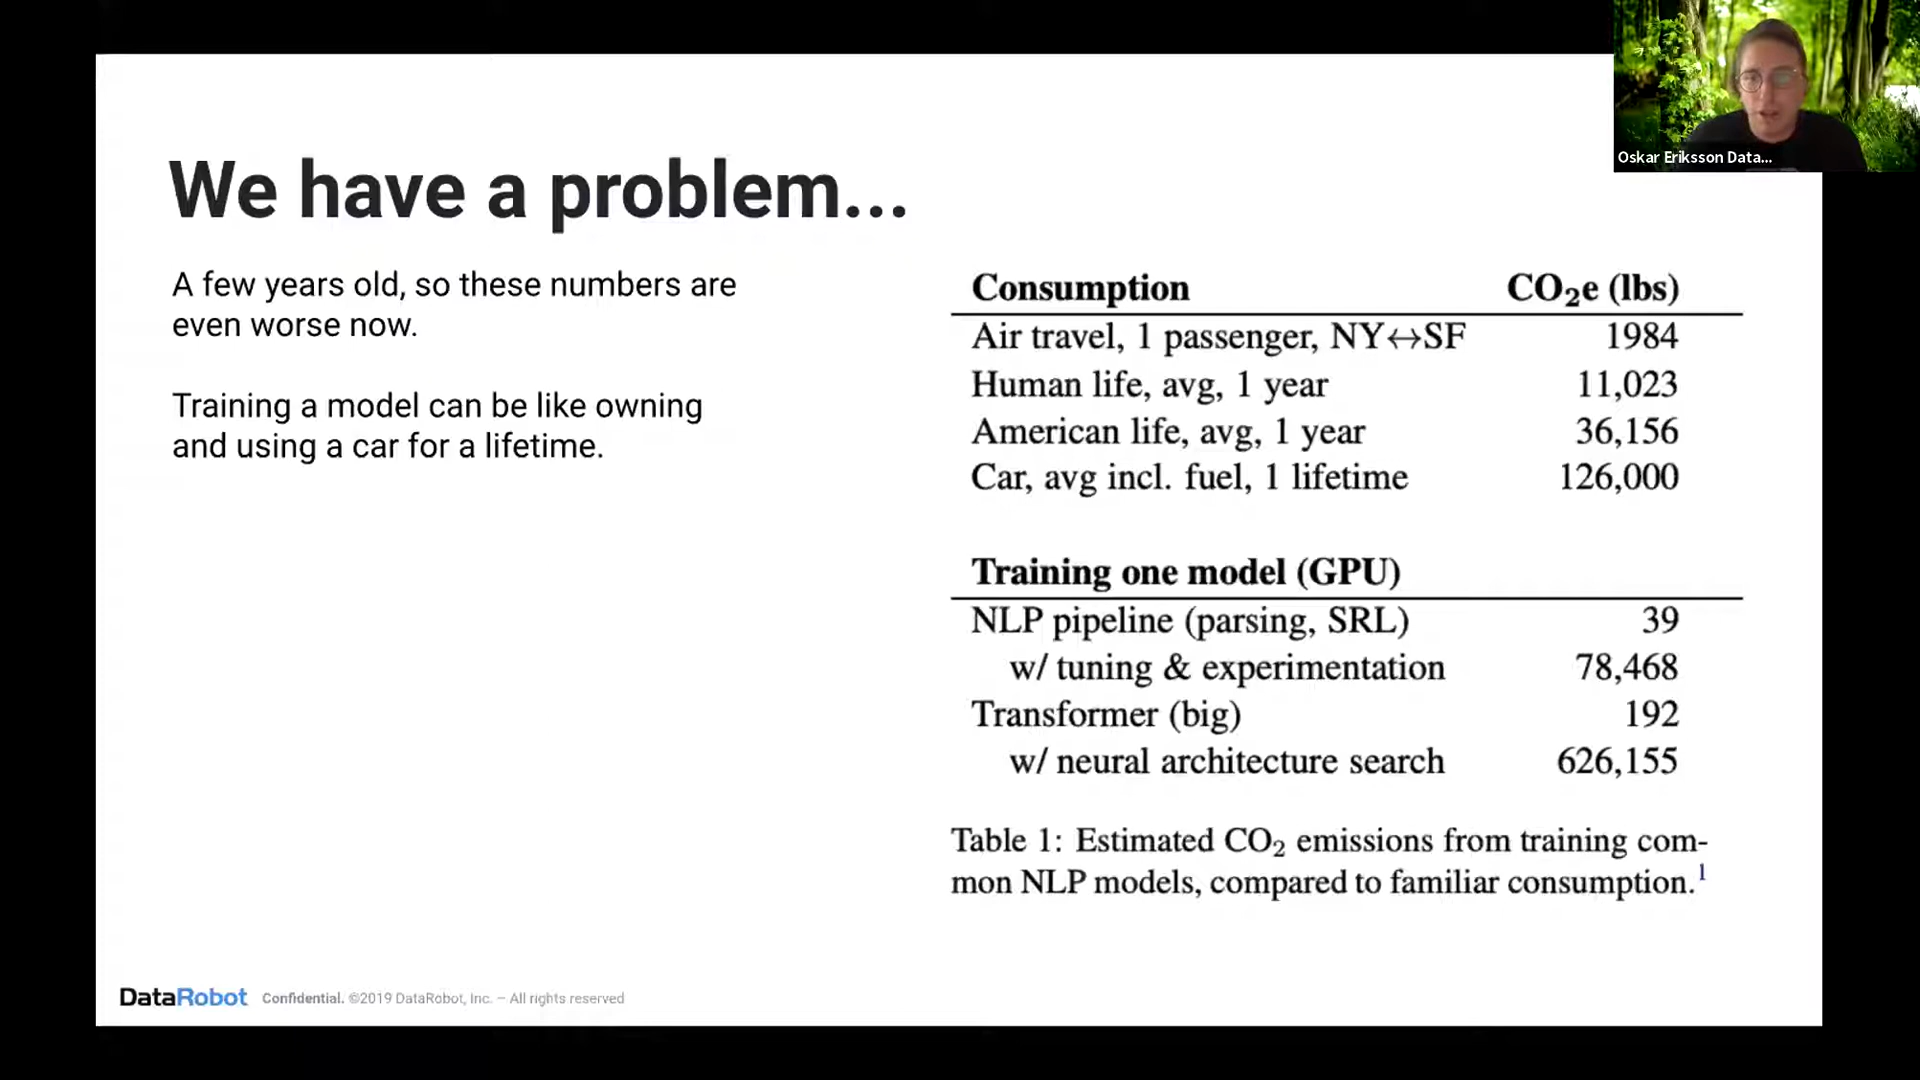 Oskar Eriksson Data...
We have a problem...
A few years old, so these numbers are
even worse now.
Training a model can be like owning
and using a car for a lifetime.
Consumption CO₂e (lbs)
Air travel, 1 passenger, NY↔SF 1984
Human life, avg, 1 year 11,023
American life, avg, 1 year 36,156
Car, avg incl. fuel, 1 lifetime 126,000
Training one model (GPU)
NLP pipeline (parsing, SRL) 39
w/ tuning & experimentation 78,468
Transformer (big) 192
w/ neural architecture search 626,155
Table 1: Estimated CO₂ emissions from training com-
mon NLP models, compared to familiar consumption.¹
DataRobot Confidential. ©2019 DataRobot, Inc. – All rights reserved